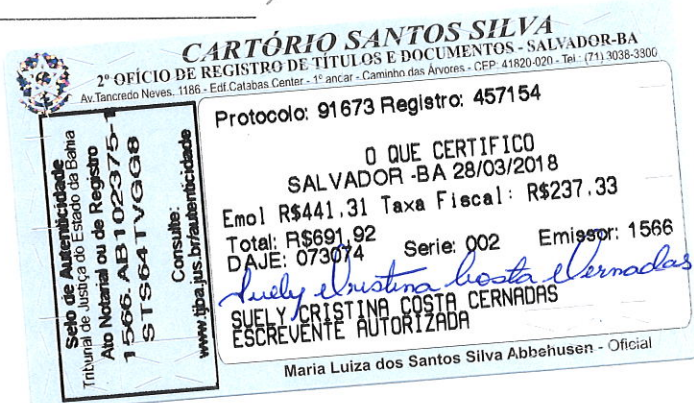 CARTÓRIO SANTOS SILVA
2º OFÍCIO DE REGISTRO DE TÍTULOS E DOCUMENTOS - SALVADOR-BA
Av.Tancredo Neves, 1186 - Edf.Catabas Center - 1º ancar - Caminho das Árvores - CEP: 41820-020 - Tel.: (71) 3038-3300
Selo de Autenticidade
Tribunal de Justiça do Estado da Bahia
Ato Notarial ou de Registro
1566.AB102375-1
STS64TVGG8
Consulte:
www.tjba.jus.br/autenticidade
Protocolo: 91673 Registro: 457154
O QUE CERTIFICO
SALVADOR -BA 28/03/2018
Emol R$441,31 Taxa Fiscal: R$237,33
Total: R$691,92
DAJE: 073074 Serie: 002 Emissor: 1566
Suely Cristina Costa Cernadas
SUELY CRISTINA COSTA CERNADAS
ESCREVENTE AUTORIZADA
Maria Luiza dos Santos Silva Abbehusen - Oficial